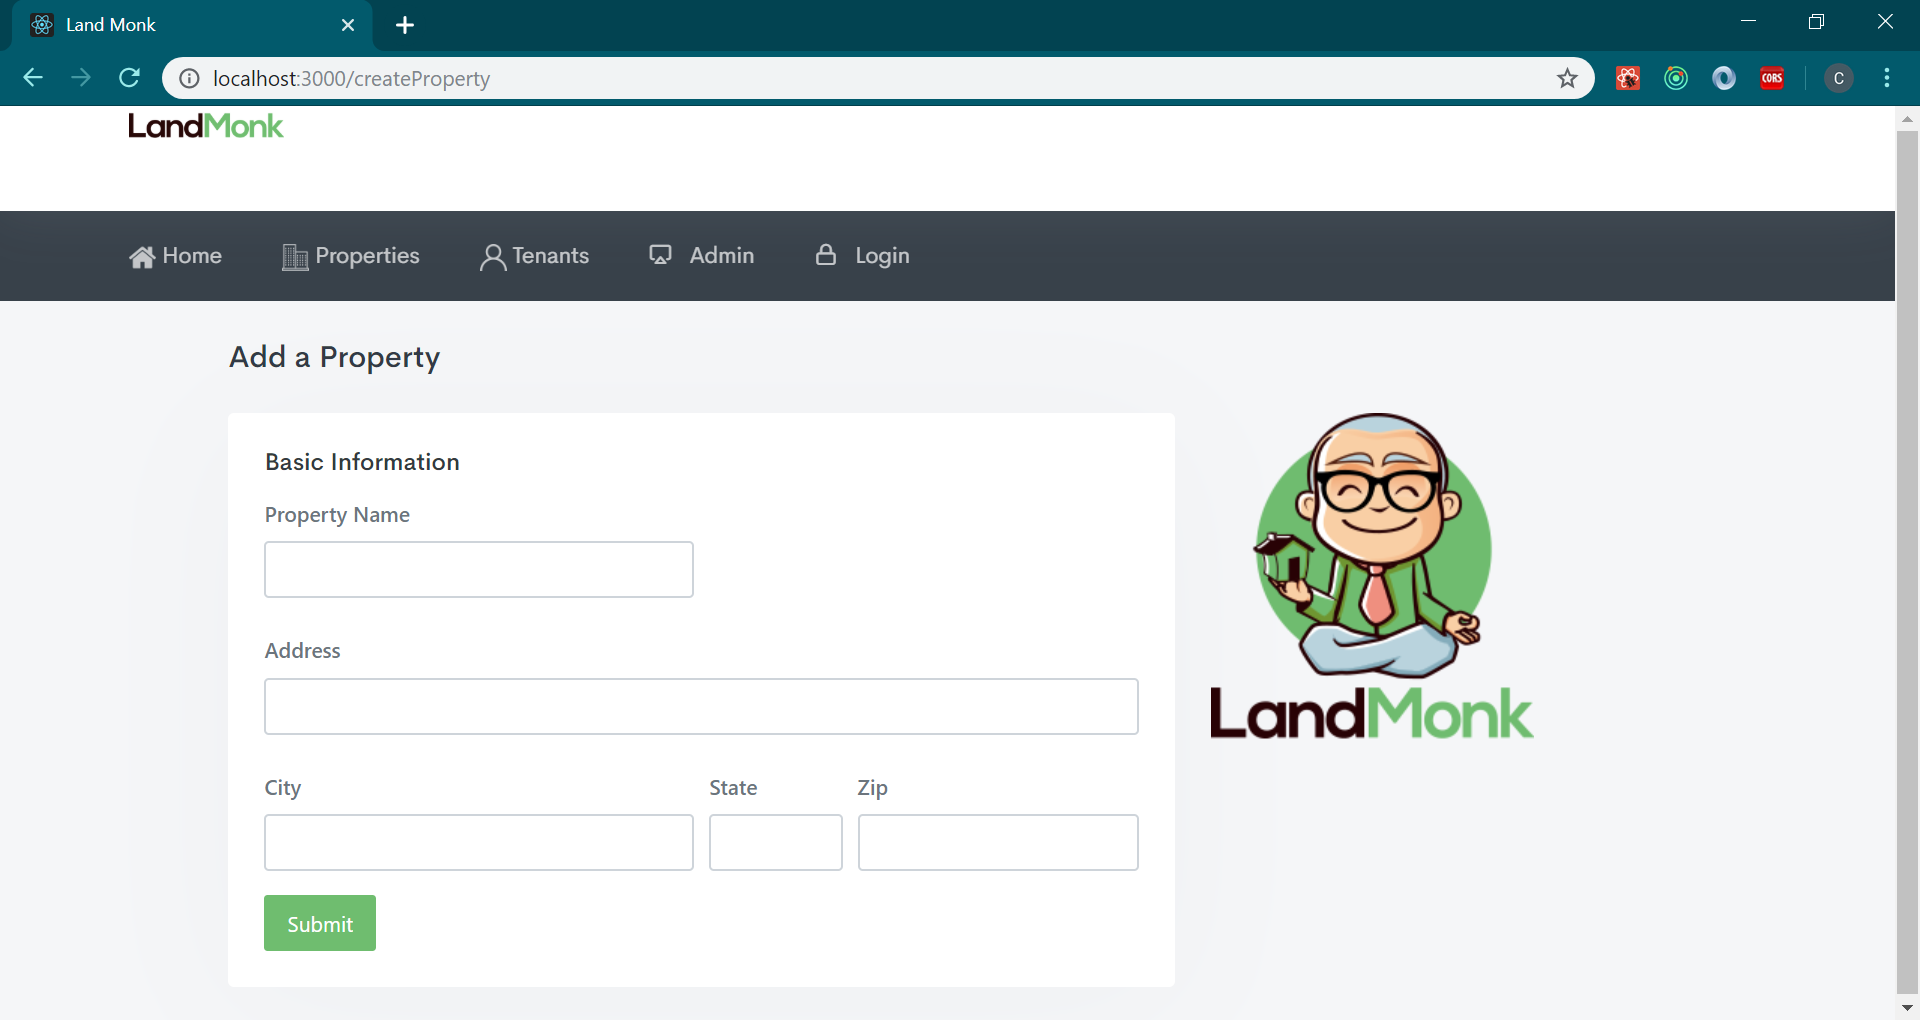 Land Monk
localhost:3000/createProperty
CORS
C
LandMonk
Home Properties Tenants Admin Login
Add a Property
Basic Information
Property Name
Address
City State Zip
Submit
LandMonk